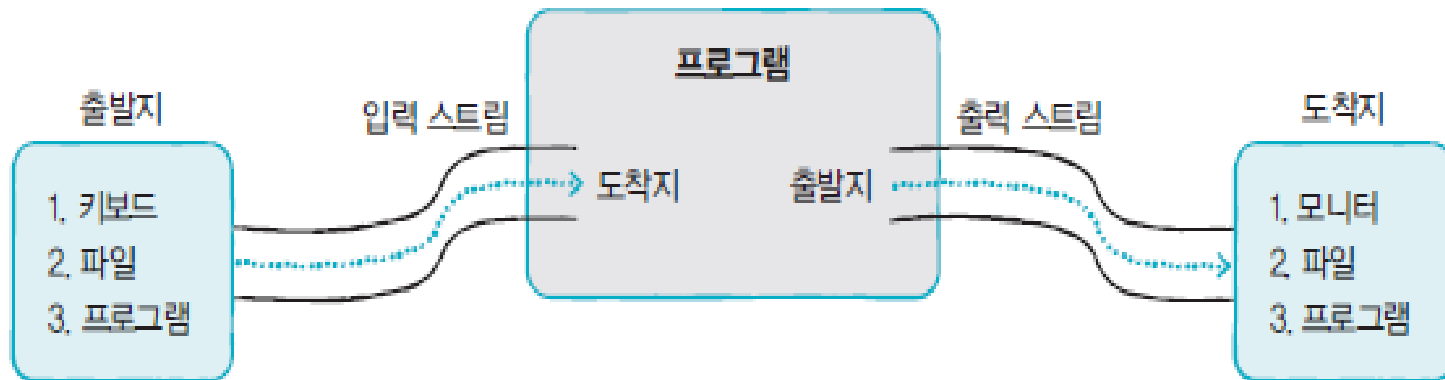 프로그램
출발지
입력 스트림
출력 스트림
도착지
1. 키보드
2. 파일
3. 프로그램
도착지
출발지
1. 모니터
2. 파일
3. 프로그램